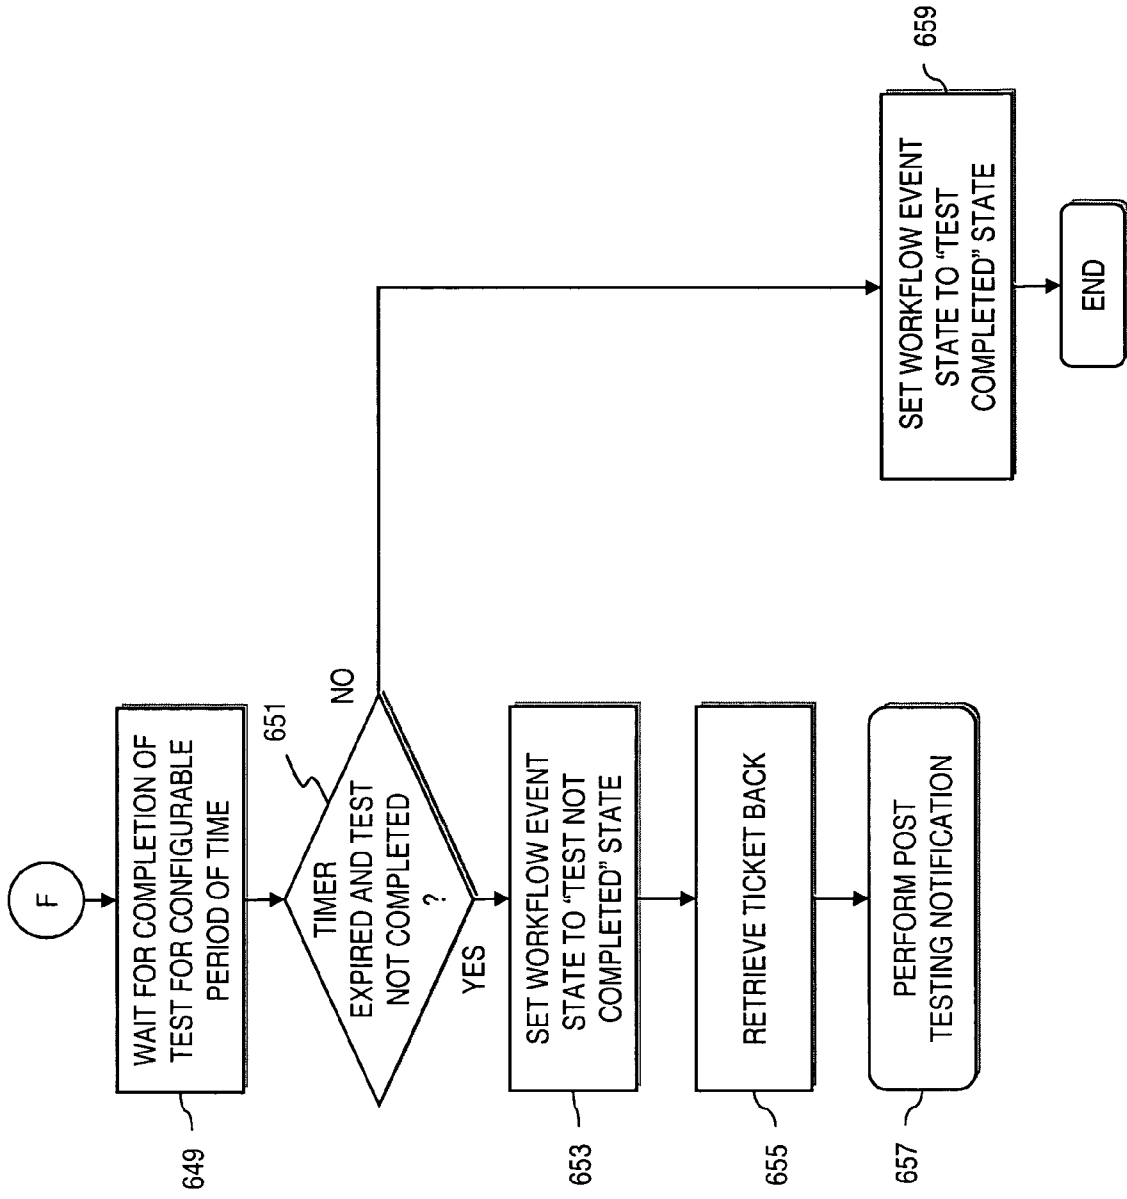 F
WAIT FOR COMPLETION OF
TEST FOR CONFIGURABLE
PERIOD OF TIME
649
TIMER
EXPIRED AND TEST
NOT COMPLETED
?
651
NO
YES
SET WORKFLOW EVENT
STATE TO "TEST NOT
COMPLETED" STATE
653
RETRIEVE TICKET BACK
655
PERFORM POST
TESTING NOTIFICATION
657
SET WORKFLOW EVENT
STATE TO "TEST
COMPLETED" STATE
659
END